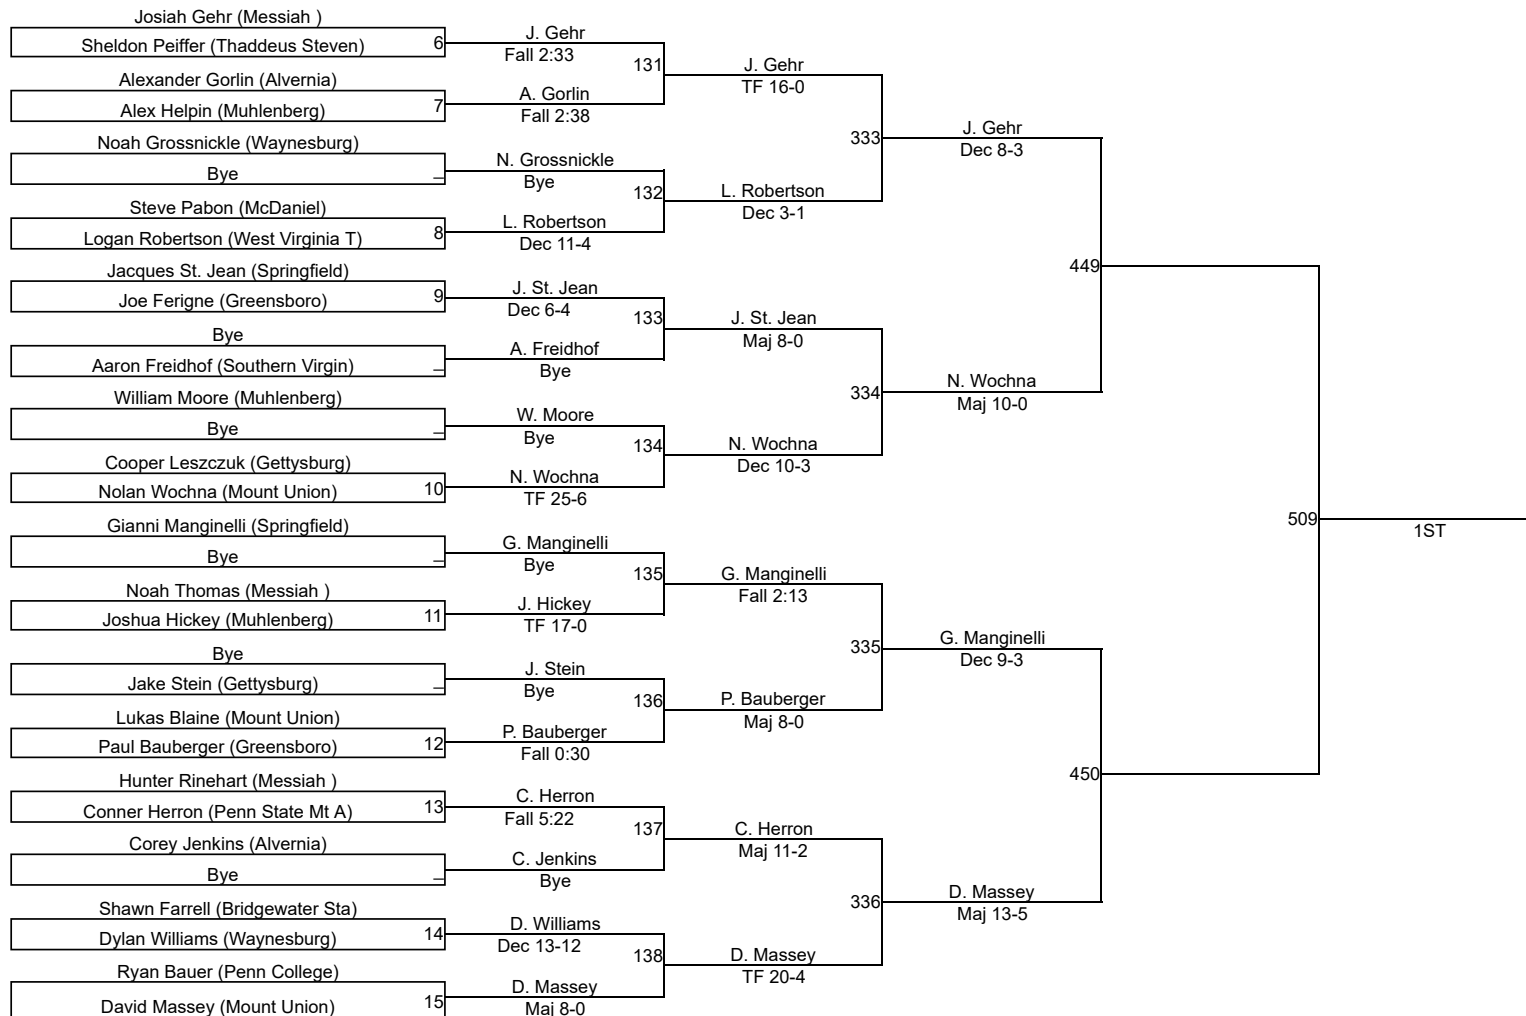 Josiah Gehr (Messiah )
Sheldon Peiffer (Thaddeus Steven)
6
Alexander Gorlin (Alvernia)
Alex Helpin (Muhlenberg)
7
Noah Grossnickle (Waynesburg)
Bye
_
Steve Pabon (McDaniel)
Logan Robertson (West Virginia T)
8
Jacques St. Jean (Springfield)
Joe Ferigne (Greensboro)
9
Bye
Aaron Freidhof (Southern Virgin)
_
William Moore (Muhlenberg)
Bye
_
Cooper Leszczuk (Gettysburg)
Nolan Wochna (Mount Union)
10
Gianni Manginelli (Springfield)
Bye
_
Noah Thomas (Messiah )
Joshua Hickey (Muhlenberg)
11
Bye
Jake Stein (Gettysburg)
_
Lukas Blaine (Mount Union)
Paul Bauberger (Greensboro)
12
Hunter Rinehart (Messiah )
Conner Herron (Penn State Mt A)
13
Corey Jenkins (Alvernia)
Bye
_
Shawn Farrell (Bridgewater Sta)
Dylan Williams (Waynesburg)
14
Ryan Bauer (Penn College)
David Massey (Mount Union)
15
J. Gehr
Fall 2:33
131
A. Gorlin
Fall 2:38
N. Grossnickle
Bye
132
L. Robertson
Dec 11-4
J. St. Jean
Dec 6-4
133
A. Freidhof
Bye
W. Moore
Bye
134
N. Wochna
TF 25-6
G. Manginelli
Bye
135
J. Hickey
TF 17-0
J. Stein
Bye
136
P. Bauberger
Fall 0:30
C. Herron
Fall 5:22
137
C. Jenkins
Bye
D. Williams
Dec 13-12
138
D. Massey
Maj 8-0
J. Gehr
TF 16-0
333
L. Robertson
Dec 3-1
J. St. Jean
Maj 8-0
334
N. Wochna
Dec 10-3
G. Manginelli
Fall 2:13
335
P. Bauberger
Maj 8-0
C. Herron
Maj 11-2
336
D. Massey
TF 20-4
J. Gehr
Dec 8-3
449
N. Wochna
Maj 10-0
G. Manginelli
Dec 9-3
450
D. Massey
Maj 13-5
509
1ST